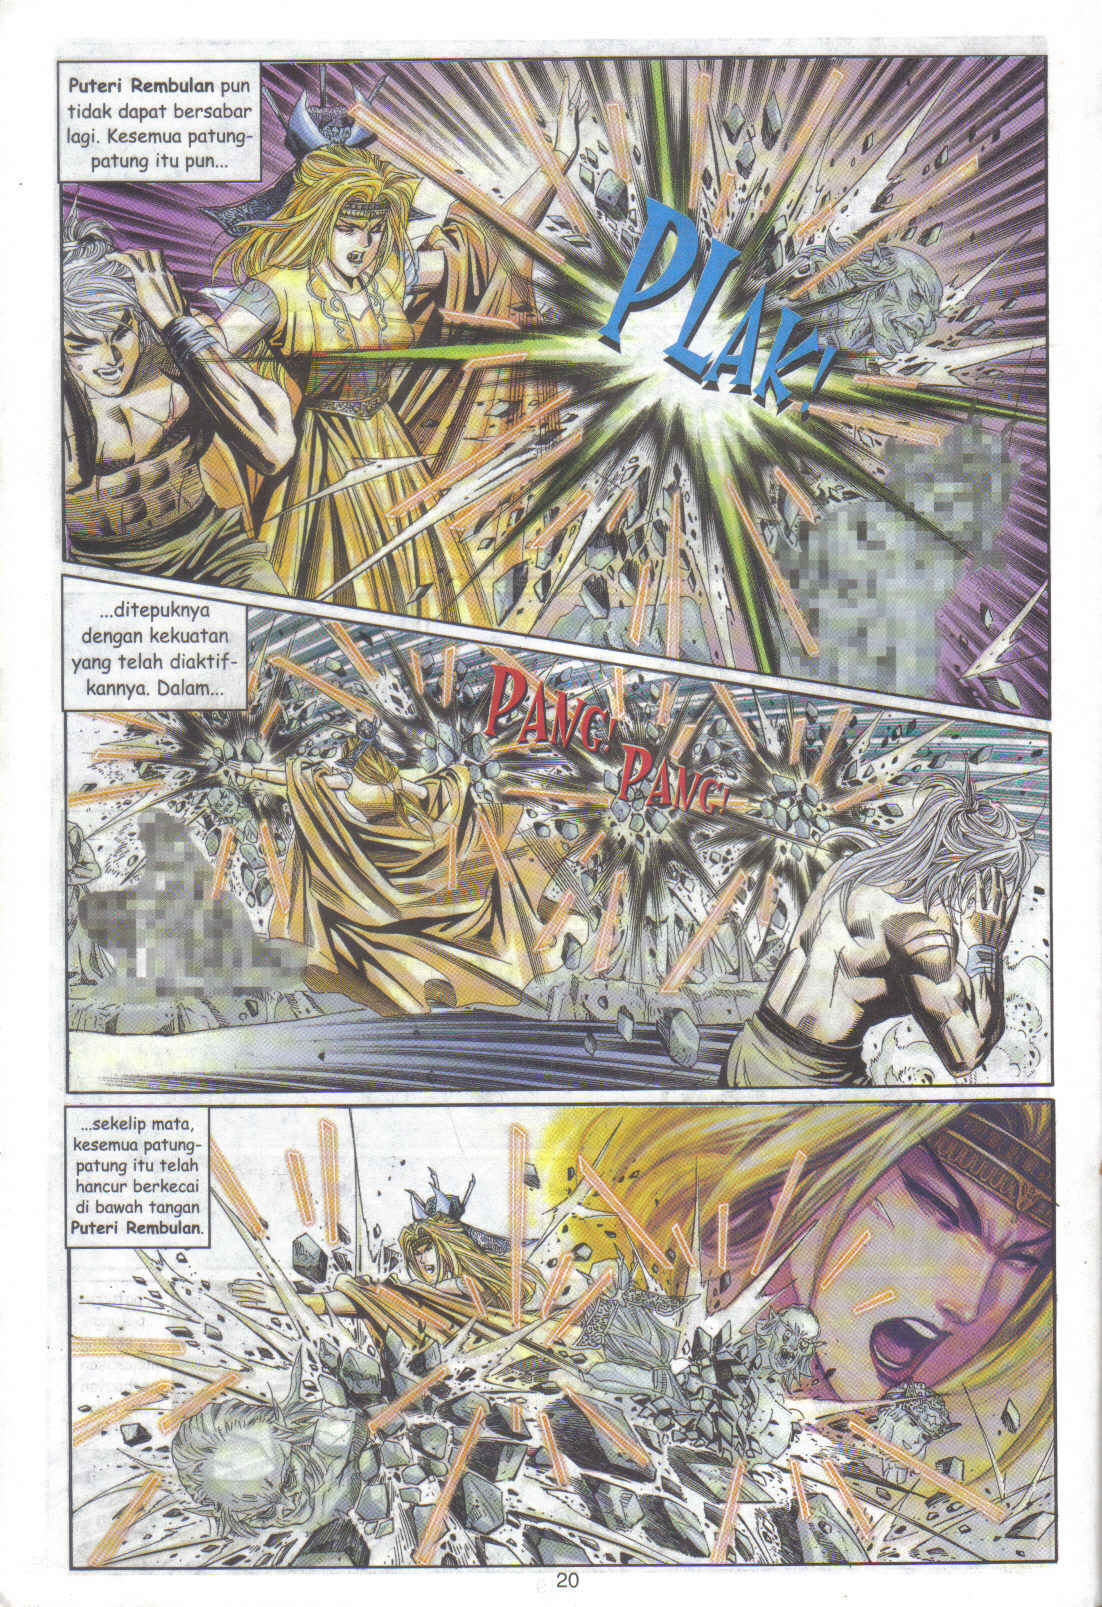 Puteri Rembulan pun
tidak dapat bersabar
lagi. Kesemua patung-
patung itu pun...
PLAK!
...ditepuknya
dengan kekuatan
yang telah diaktif-
kannya. Dalam...
PANG!
PANG!
...sekelip mata,
kesemua patung-
patung itu telah
hancur berkecai
di bawah tangan
Puteri Rembulan.
20